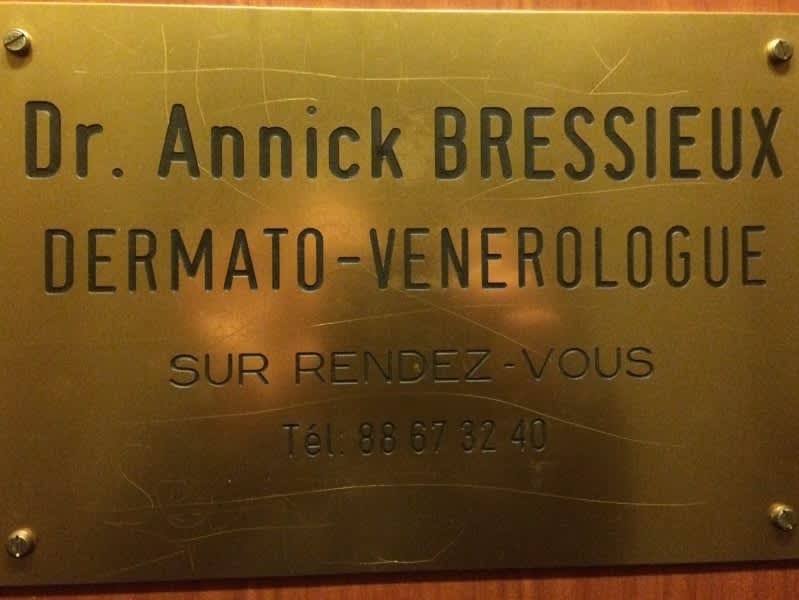 Dr. Annick BRESSIEUX
DERMATO-VENEROLOGUE
SUR RENDEZ-VOUS
Tél: 88 67 32 40